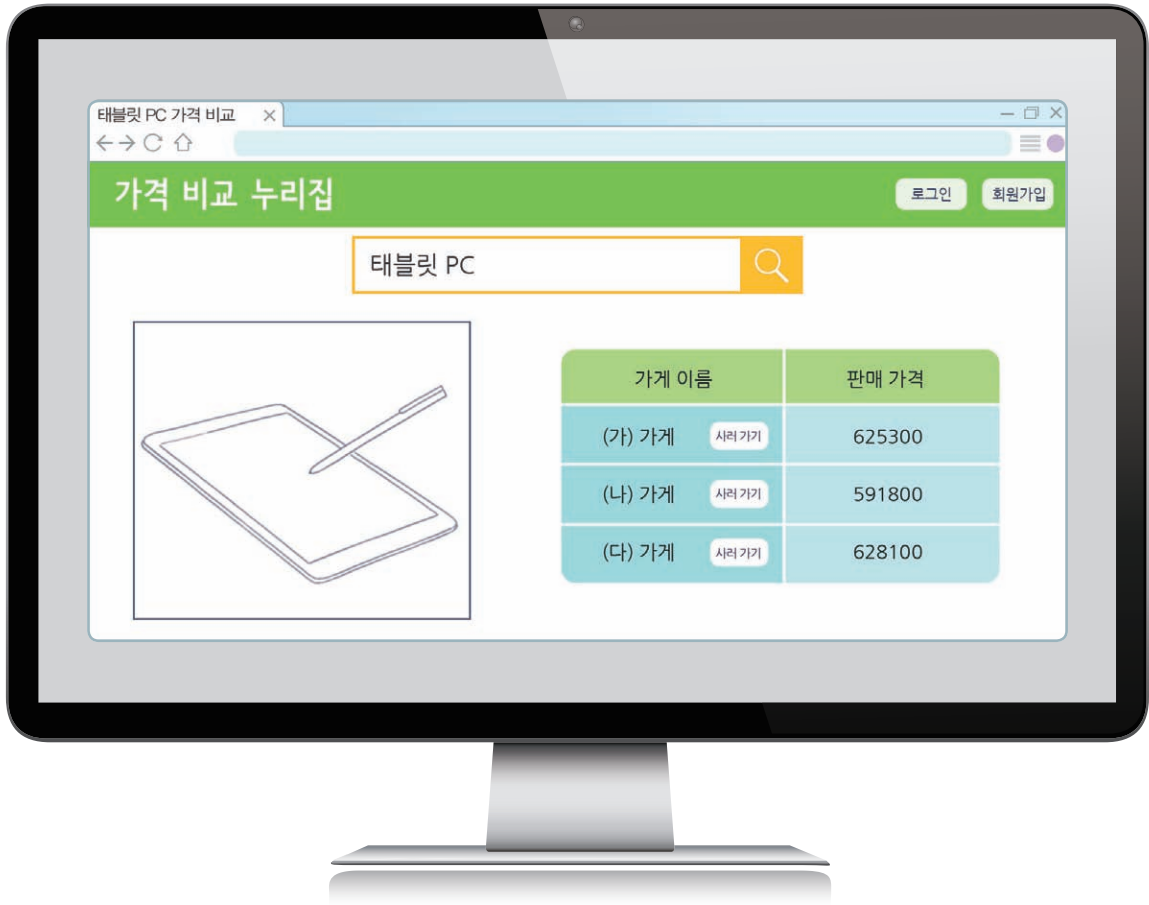 태블릿 PC 가격 비교
가격 비교 누리집
로그인 회원가입
태블릿 PC
가게 이름 판매 가격
(가) 가게 사러 가기 625300
(나) 가게 사러 가기 591800
(다) 가게 사러 가기 628100